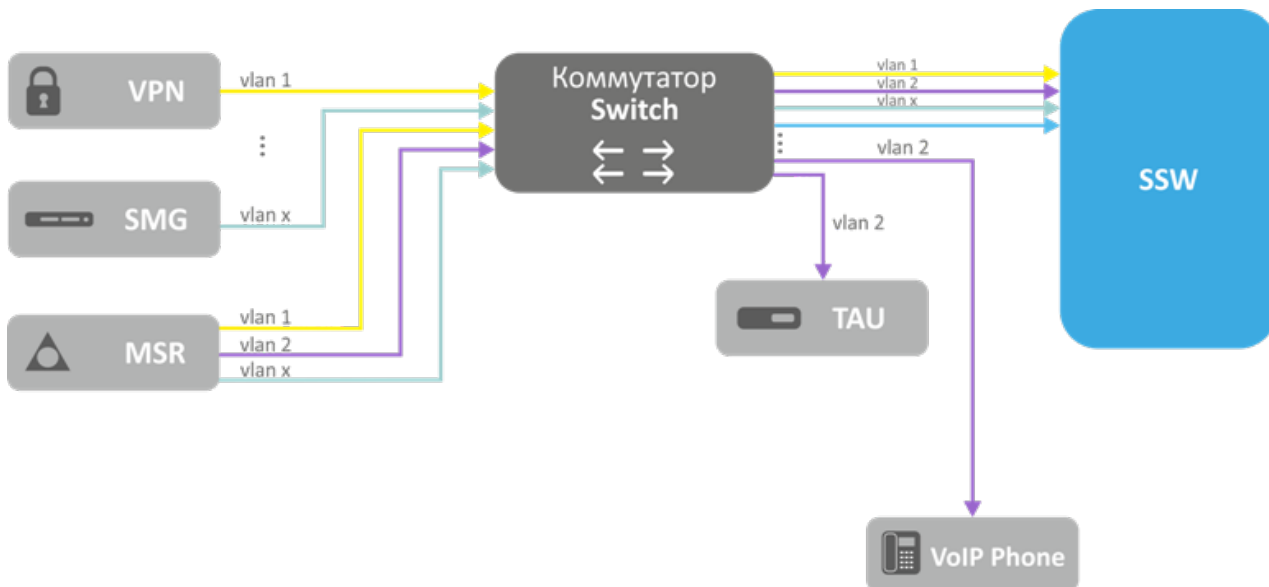 VPN
vlan 1
SMG
vlan x
MSR
vlan 1
vlan 2
vlan x
Коммутатор
Switch
vlan 1
vlan 2
vlan x
vlan 2
vlan 2
SSW
TAU
VoIP Phone